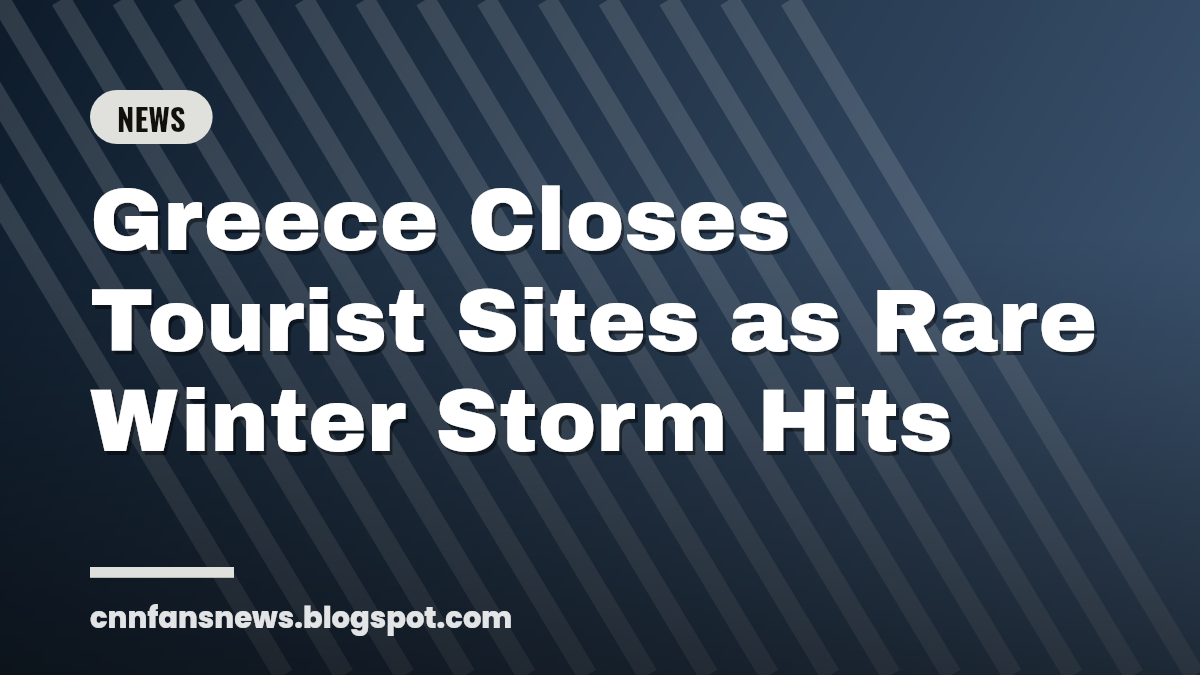 NEWS
Greece Closes
Tourist Sites as Rare
Winter Storm Hits
cnnfansnews.blogspot.com